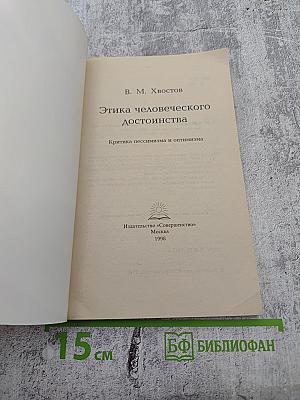 В. М. Хвостов
Этика человеческого
достоинства
Критика пессимизма и оптимизма
Издательство «Совершенство»
Москва
1998
15 см
БФ БИБЛИОФАН